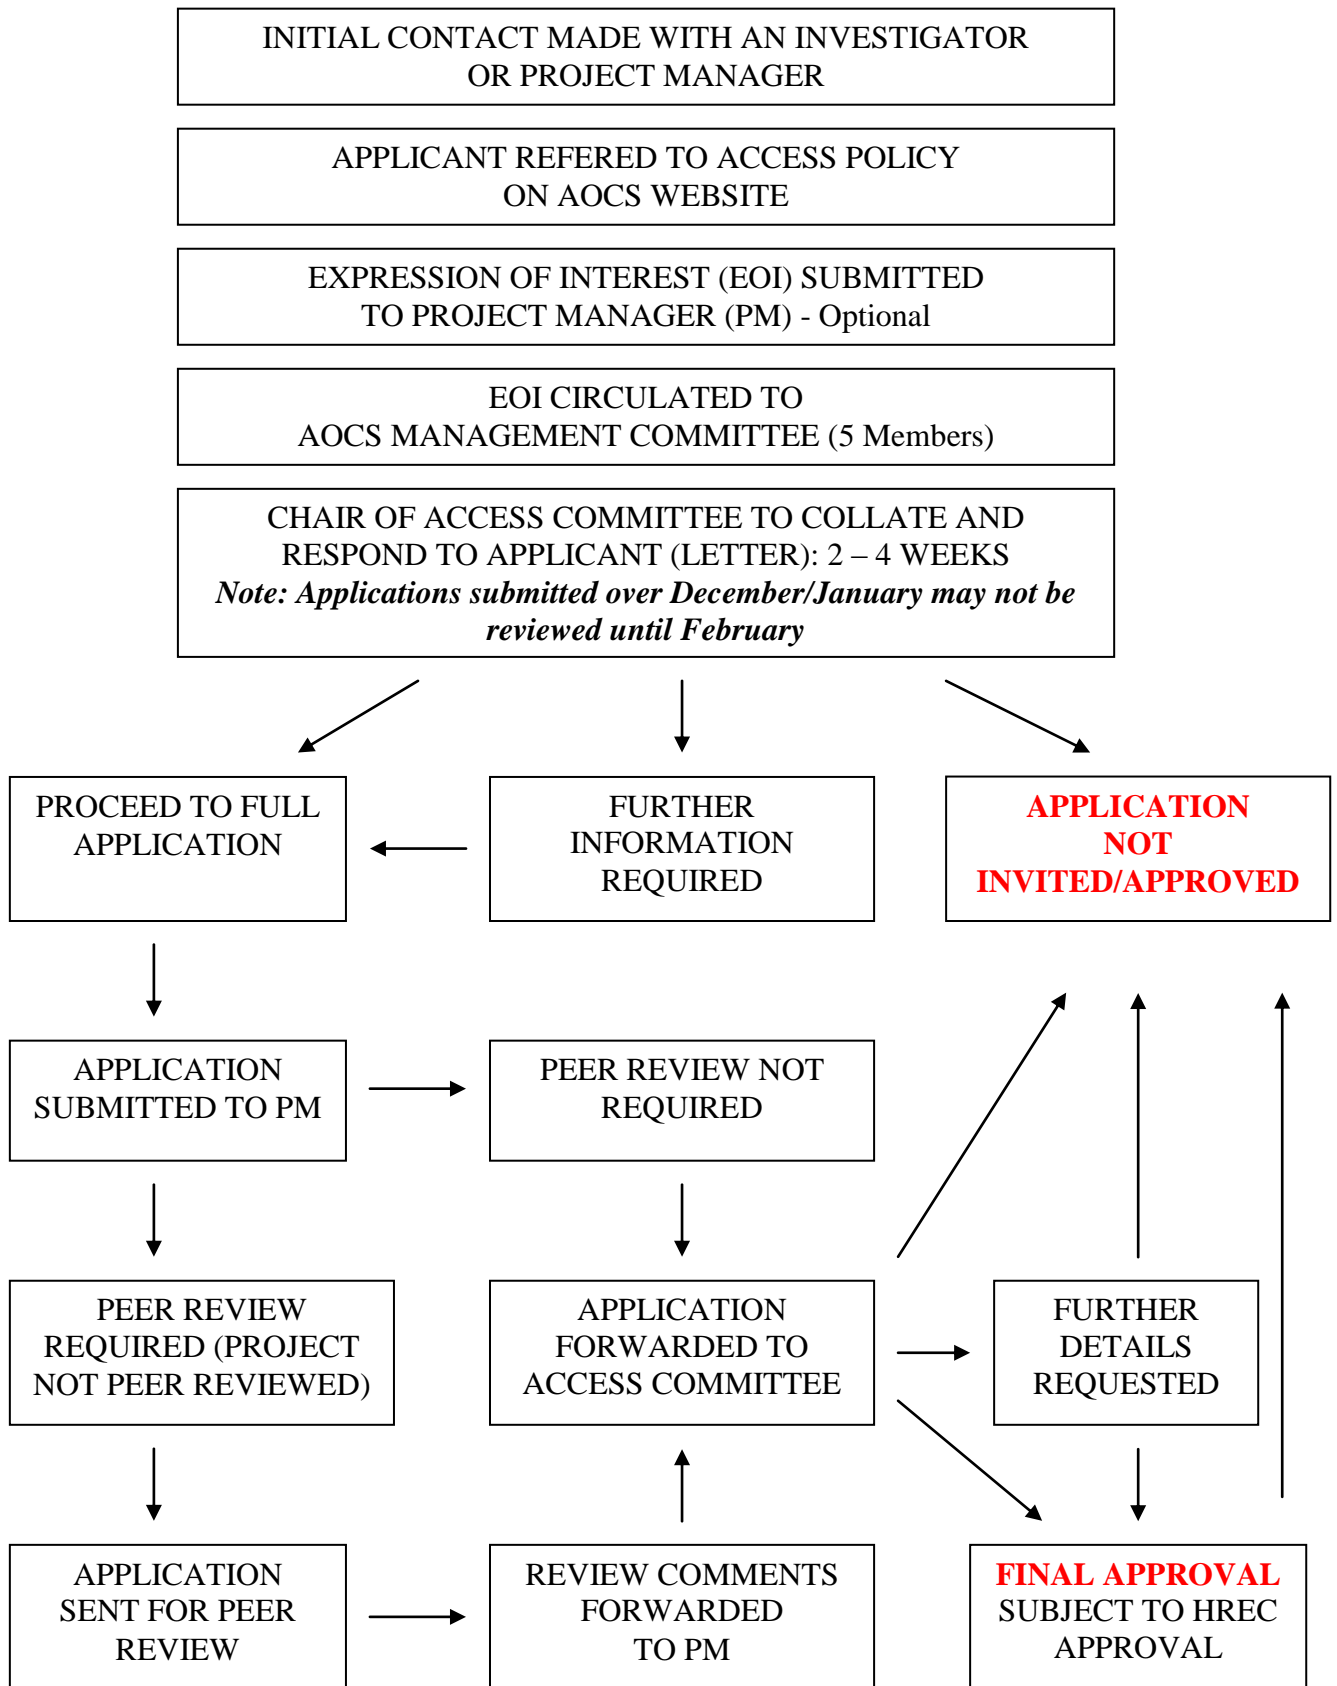 INITIAL CONTACT MADE WITH AN INVESTIGATOR
OR PROJECT MANAGER
APPLICANT REFERED TO ACCESS POLICY
ON AOCS WEBSITE
EXPRESSION OF INTEREST (EOI) SUBMITTED
TO PROJECT MANAGER (PM) - Optional
EOI CIRCULATED TO
AOCS MANAGEMENT COMMITTEE (5 Members)
CHAIR OF ACCESS COMMITTEE TO COLLATE AND
RESPOND TO APPLICANT (LETTER): 2 – 4 WEEKS
Note: Applications submitted over December/January may not be
reviewed until February
PROCEED TO FULL
APPLICATION
FURTHER
INFORMATION
REQUIRED
APPLICATION
NOT
INVITED/APPROVED
APPLICATION
SUBMITTED TO PM
PEER REVIEW NOT
REQUIRED
PEER REVIEW
REQUIRED (PROJECT
NOT PEER REVIEWED)
APPLICATION
FORWARDED TO
ACCESS COMMITTEE
FURTHER
DETAILS
REQUESTED
APPLICATION
SENT FOR PEER
REVIEW
REVIEW COMMENTS
FORWARDED
TO PM
FINAL APPROVAL
SUBJECT TO HREC
APPROVAL